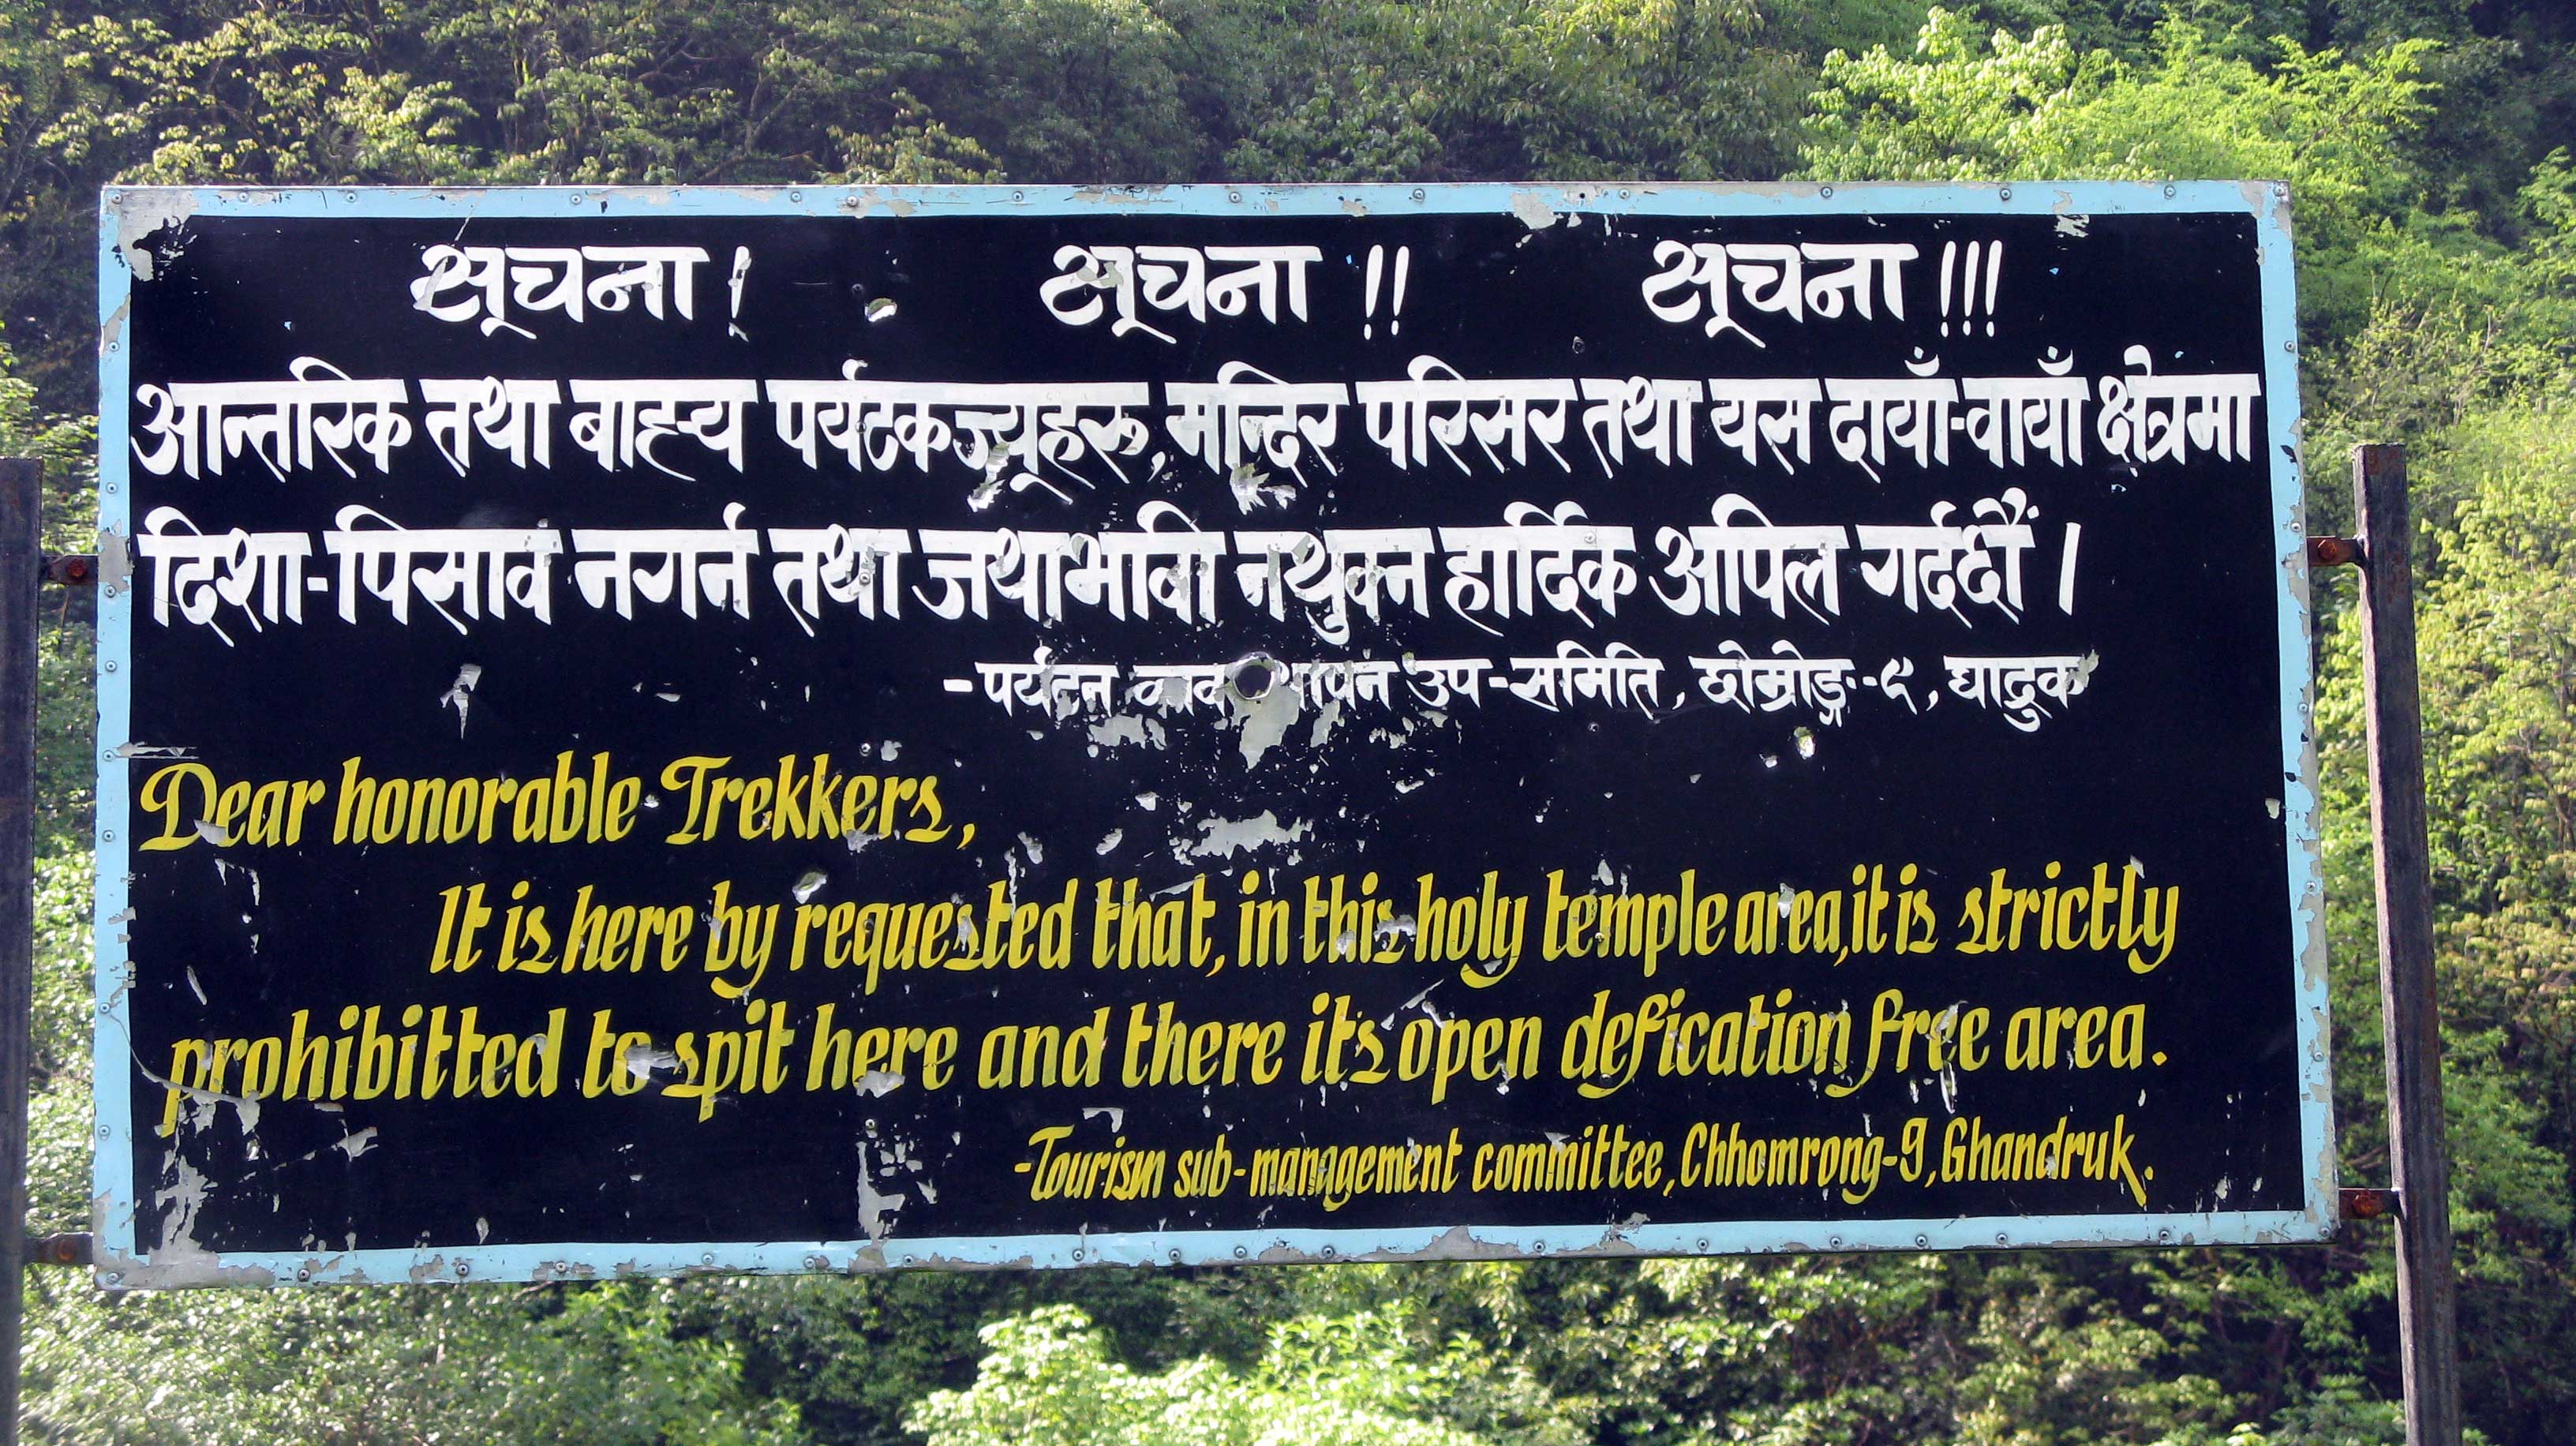 सूचना ! सूचना !! सूचना !!!
आन्तरिक तथा बाह्य पर्यटकज्यूहरु, मन्दिर परिसर तथा यस दायाँ-वायाँ क्षेत्रमा
दिशा-पिसाव नगर्न तथा जथाभावी नथुक्न हार्दिक अपिल गर्दछौं ।
-पर्यटन उप-समिति, छोम्रोङ्ग-९, घाद्रुक
Dear honorable Trekkers,
It is here by requested that, in this holy temple area, it is strictly
prohibitted to spit here and there its open defication free area.
-Tourism sub-management committee, Chhomrong-9, Ghandruk.